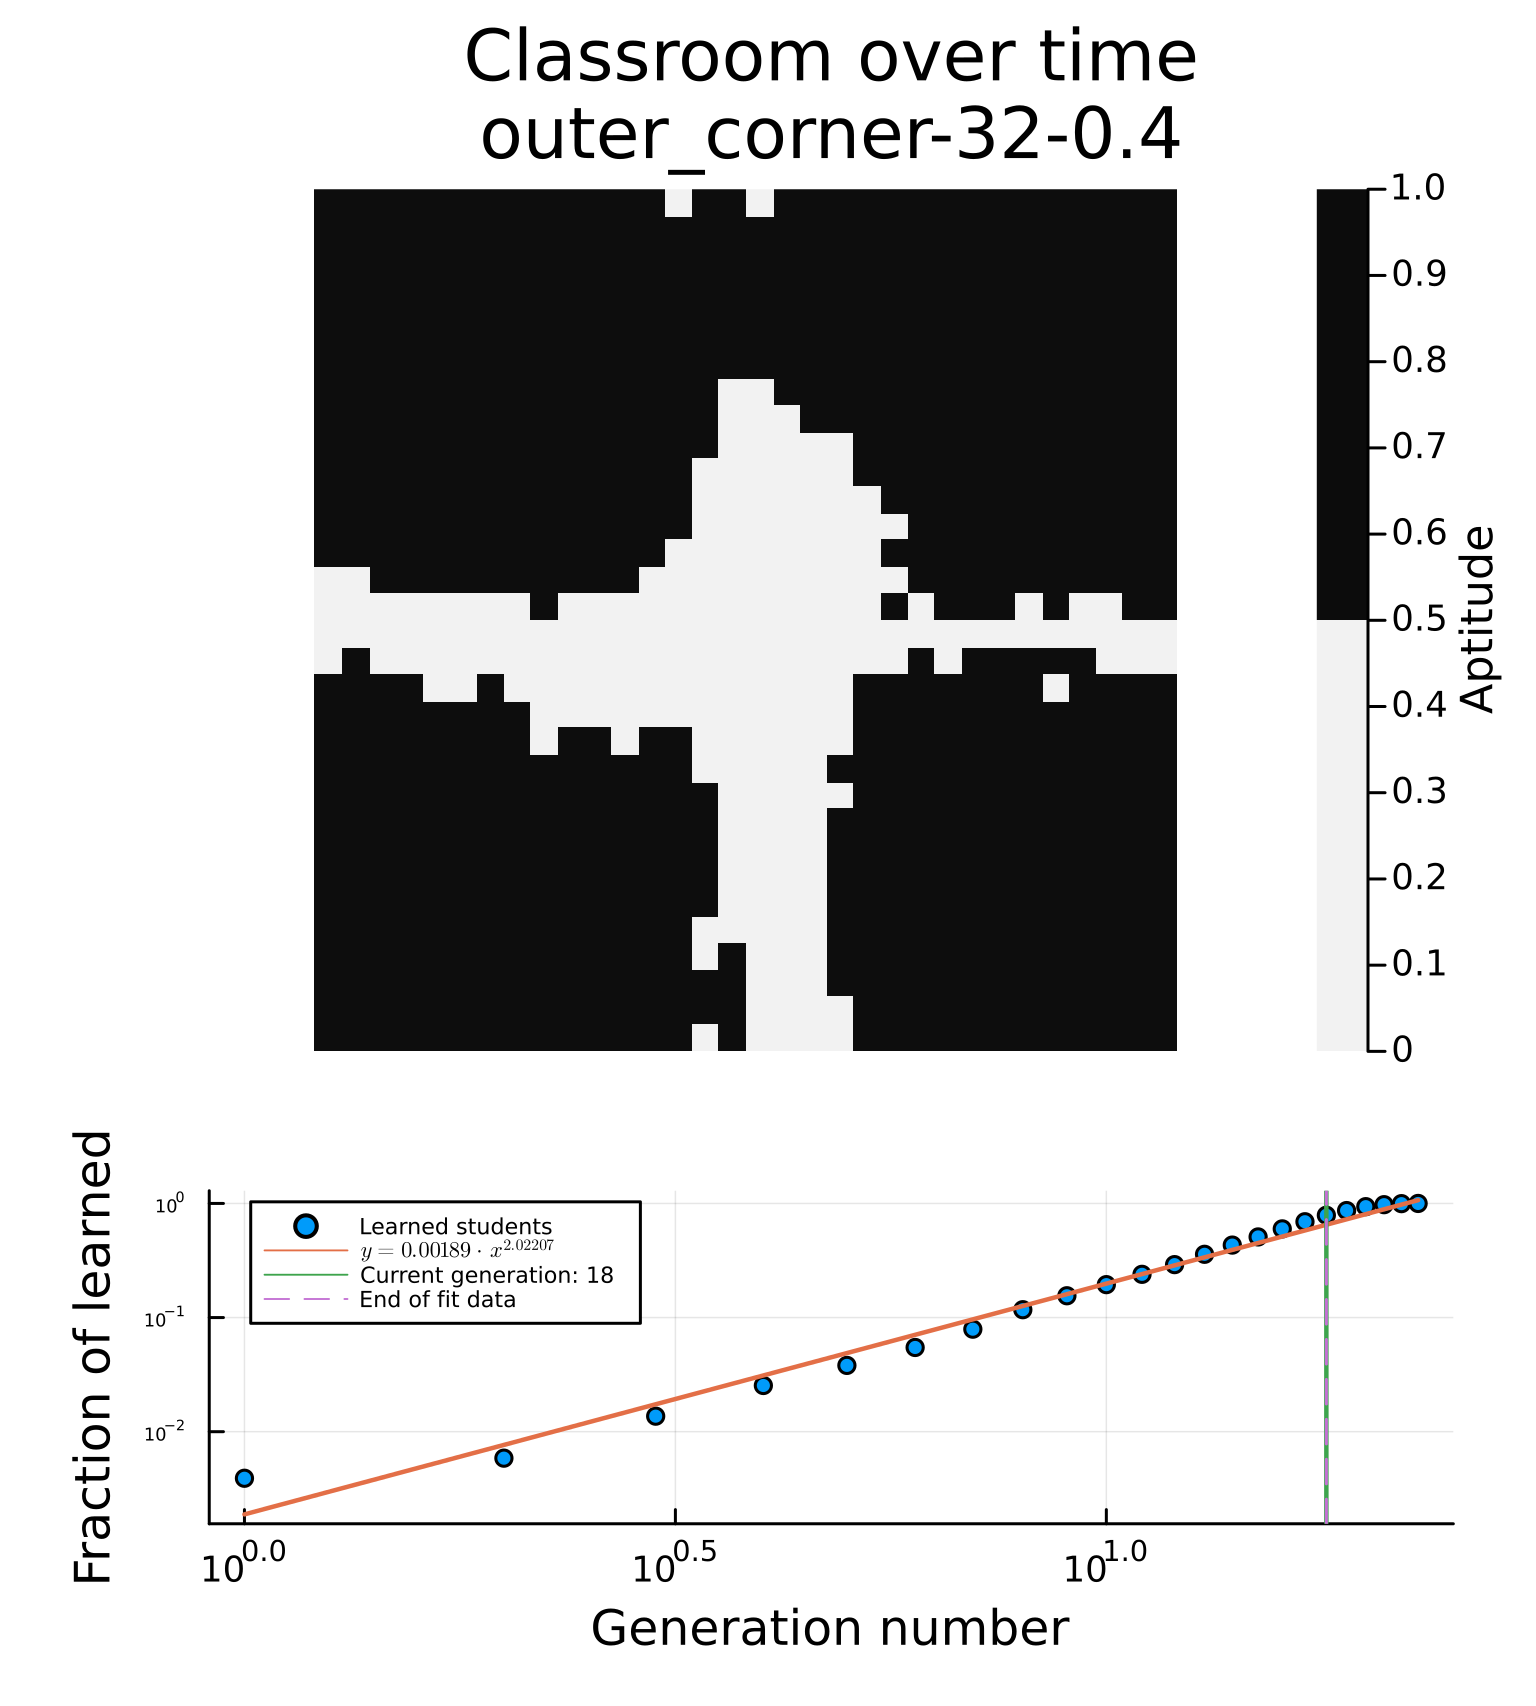 Classroom over time
outer_corner-32-0.4
1.0
0.9
0.8
0.7
0.6
0.5
0.4
0.3
0.2
0.1
0
Aptitude
Fraction of learned
10⁰
10⁻¹
10⁻²
Learned students
y = 0.00189 · x^2.02207
Current generation: 18
End of fit data
10^0.0
10^0.5
10^1.0
Generation number